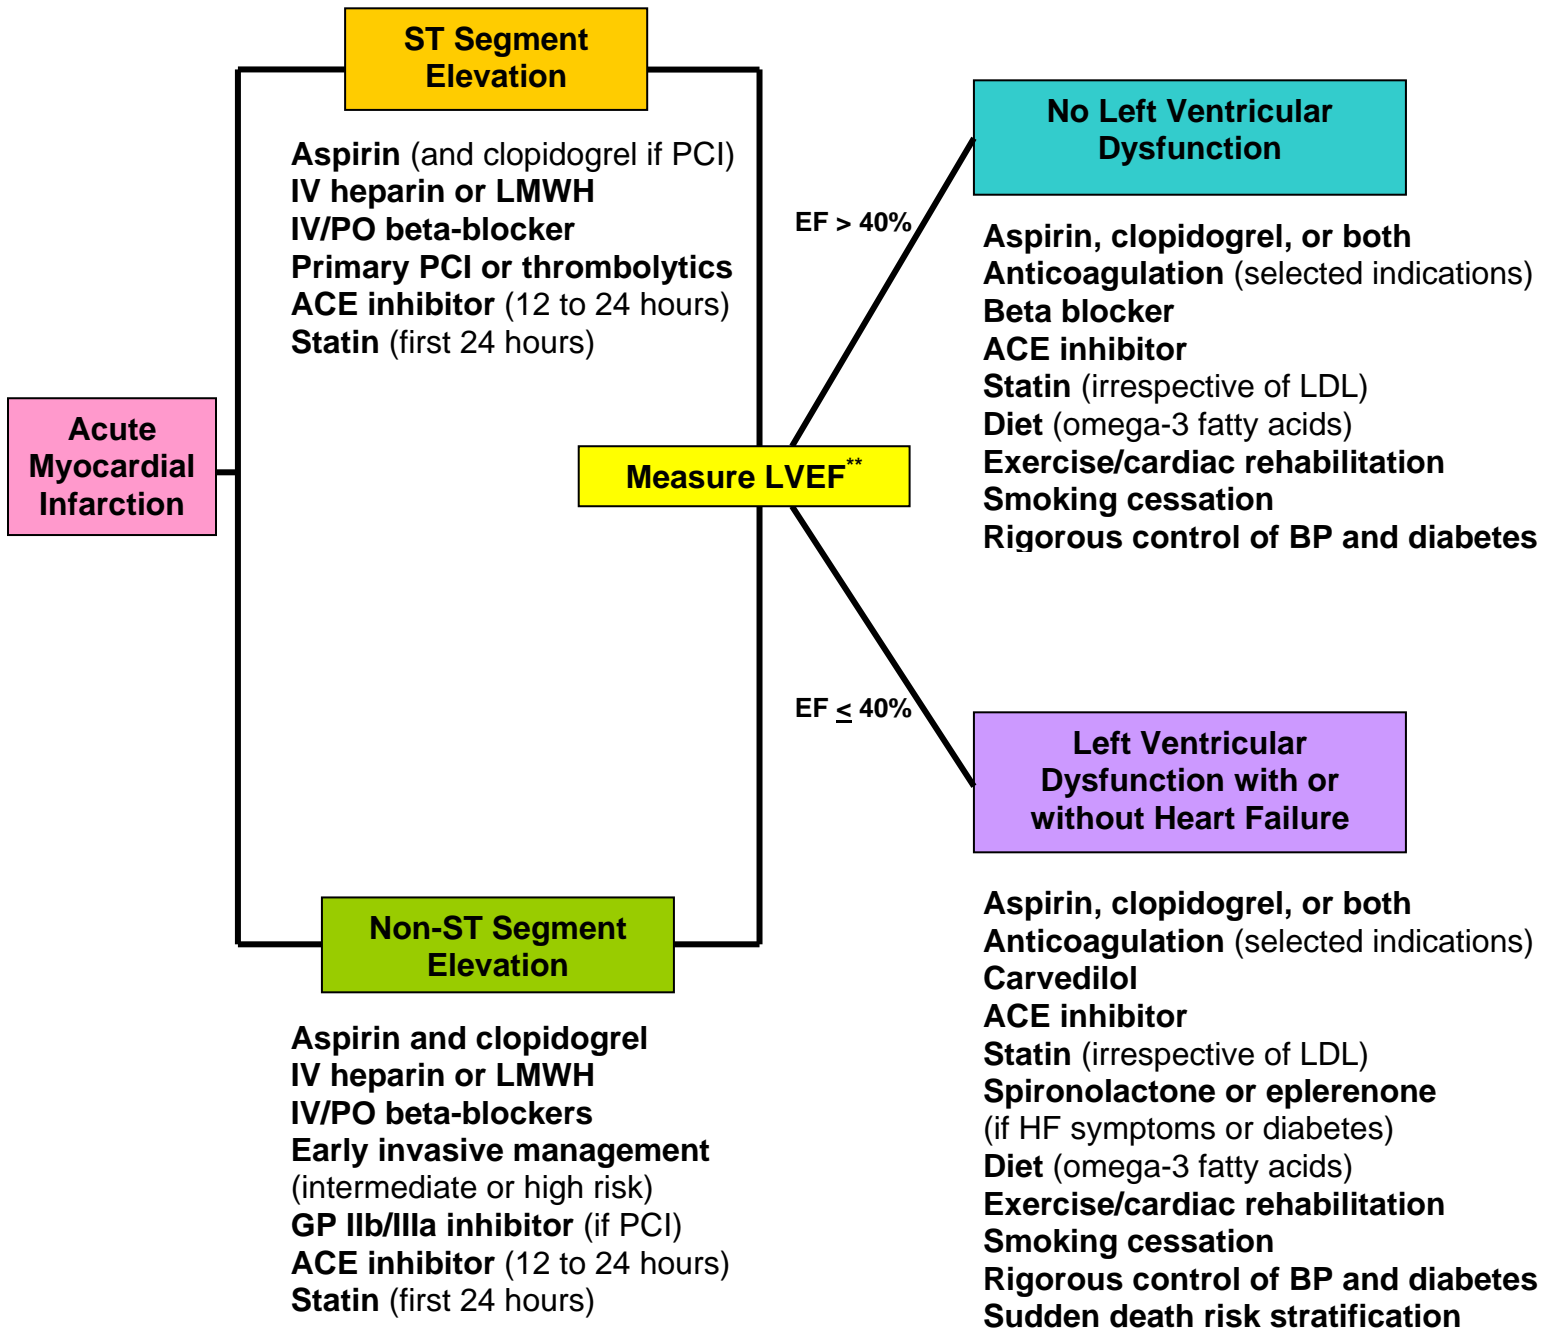 ST Segment
Elevation
Aspirin (and clopidogrel if PCI)
IV heparin or LMWH
IV/PO beta-blocker
Primary PCI or thrombolytics
ACE inhibitor (12 to 24 hours)
Statin (first 24 hours)
Acute
Myocardial
Infarction
Measure LVEF**
Non-ST Segment
Elevation
Aspirin and clopidogrel
IV heparin or LMWH
IV/PO beta-blockers
Early invasive management
(intermediate or high risk)
GP IIb/IIIa inhibitor (if PCI)
ACE inhibitor (12 to 24 hours)
Statin (first 24 hours)
EF > 40%
No Left Ventricular
Dysfunction
Aspirin, clopidogrel, or both
Anticoagulation (selected indications)
Beta blocker
ACE inhibitor
Statin (irrespective of LDL)
Diet (omega-3 fatty acids)
Exercise/cardiac rehabilitation
Smoking cessation
Rigorous control of BP and diabetes
EF ≤ 40%
Left Ventricular
Dysfunction with or
without Heart Failure
Aspirin, clopidogrel, or both
Anticoagulation (selected indications)
Carvedilol
ACE inhibitor
Statin (irrespective of LDL)
Spironolactone or eplerenone
(if HF symptoms or diabetes)
Diet (omega-3 fatty acids)
Exercise/cardiac rehabilitation
Smoking cessation
Rigorous control of BP and diabetes
Sudden death risk stratification